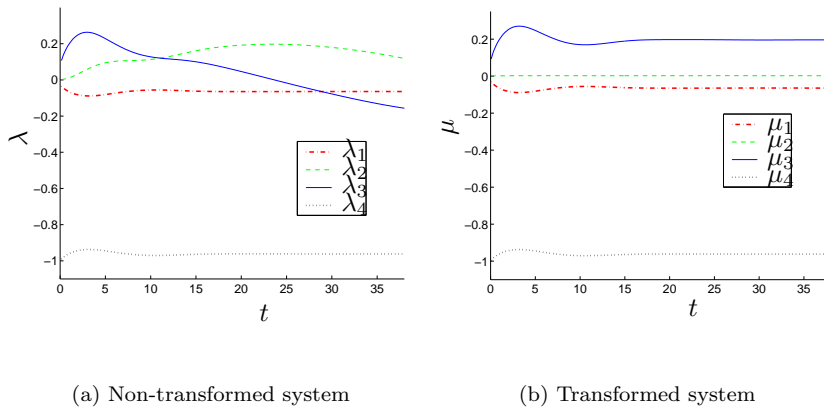 0.2
0
−0.2
−0.4
−0.6
−0.8
−1
λ
0 5 10 15 20 25 30 35
t
λ1
λ2
λ3
λ4
(a) Non-transformed system
0.2
0
−0.2
−0.4
−0.6
−0.8
−1
μ
0 5 10 15 20 25 30 35
t
μ1
μ2
μ3
μ4
(b) Transformed system